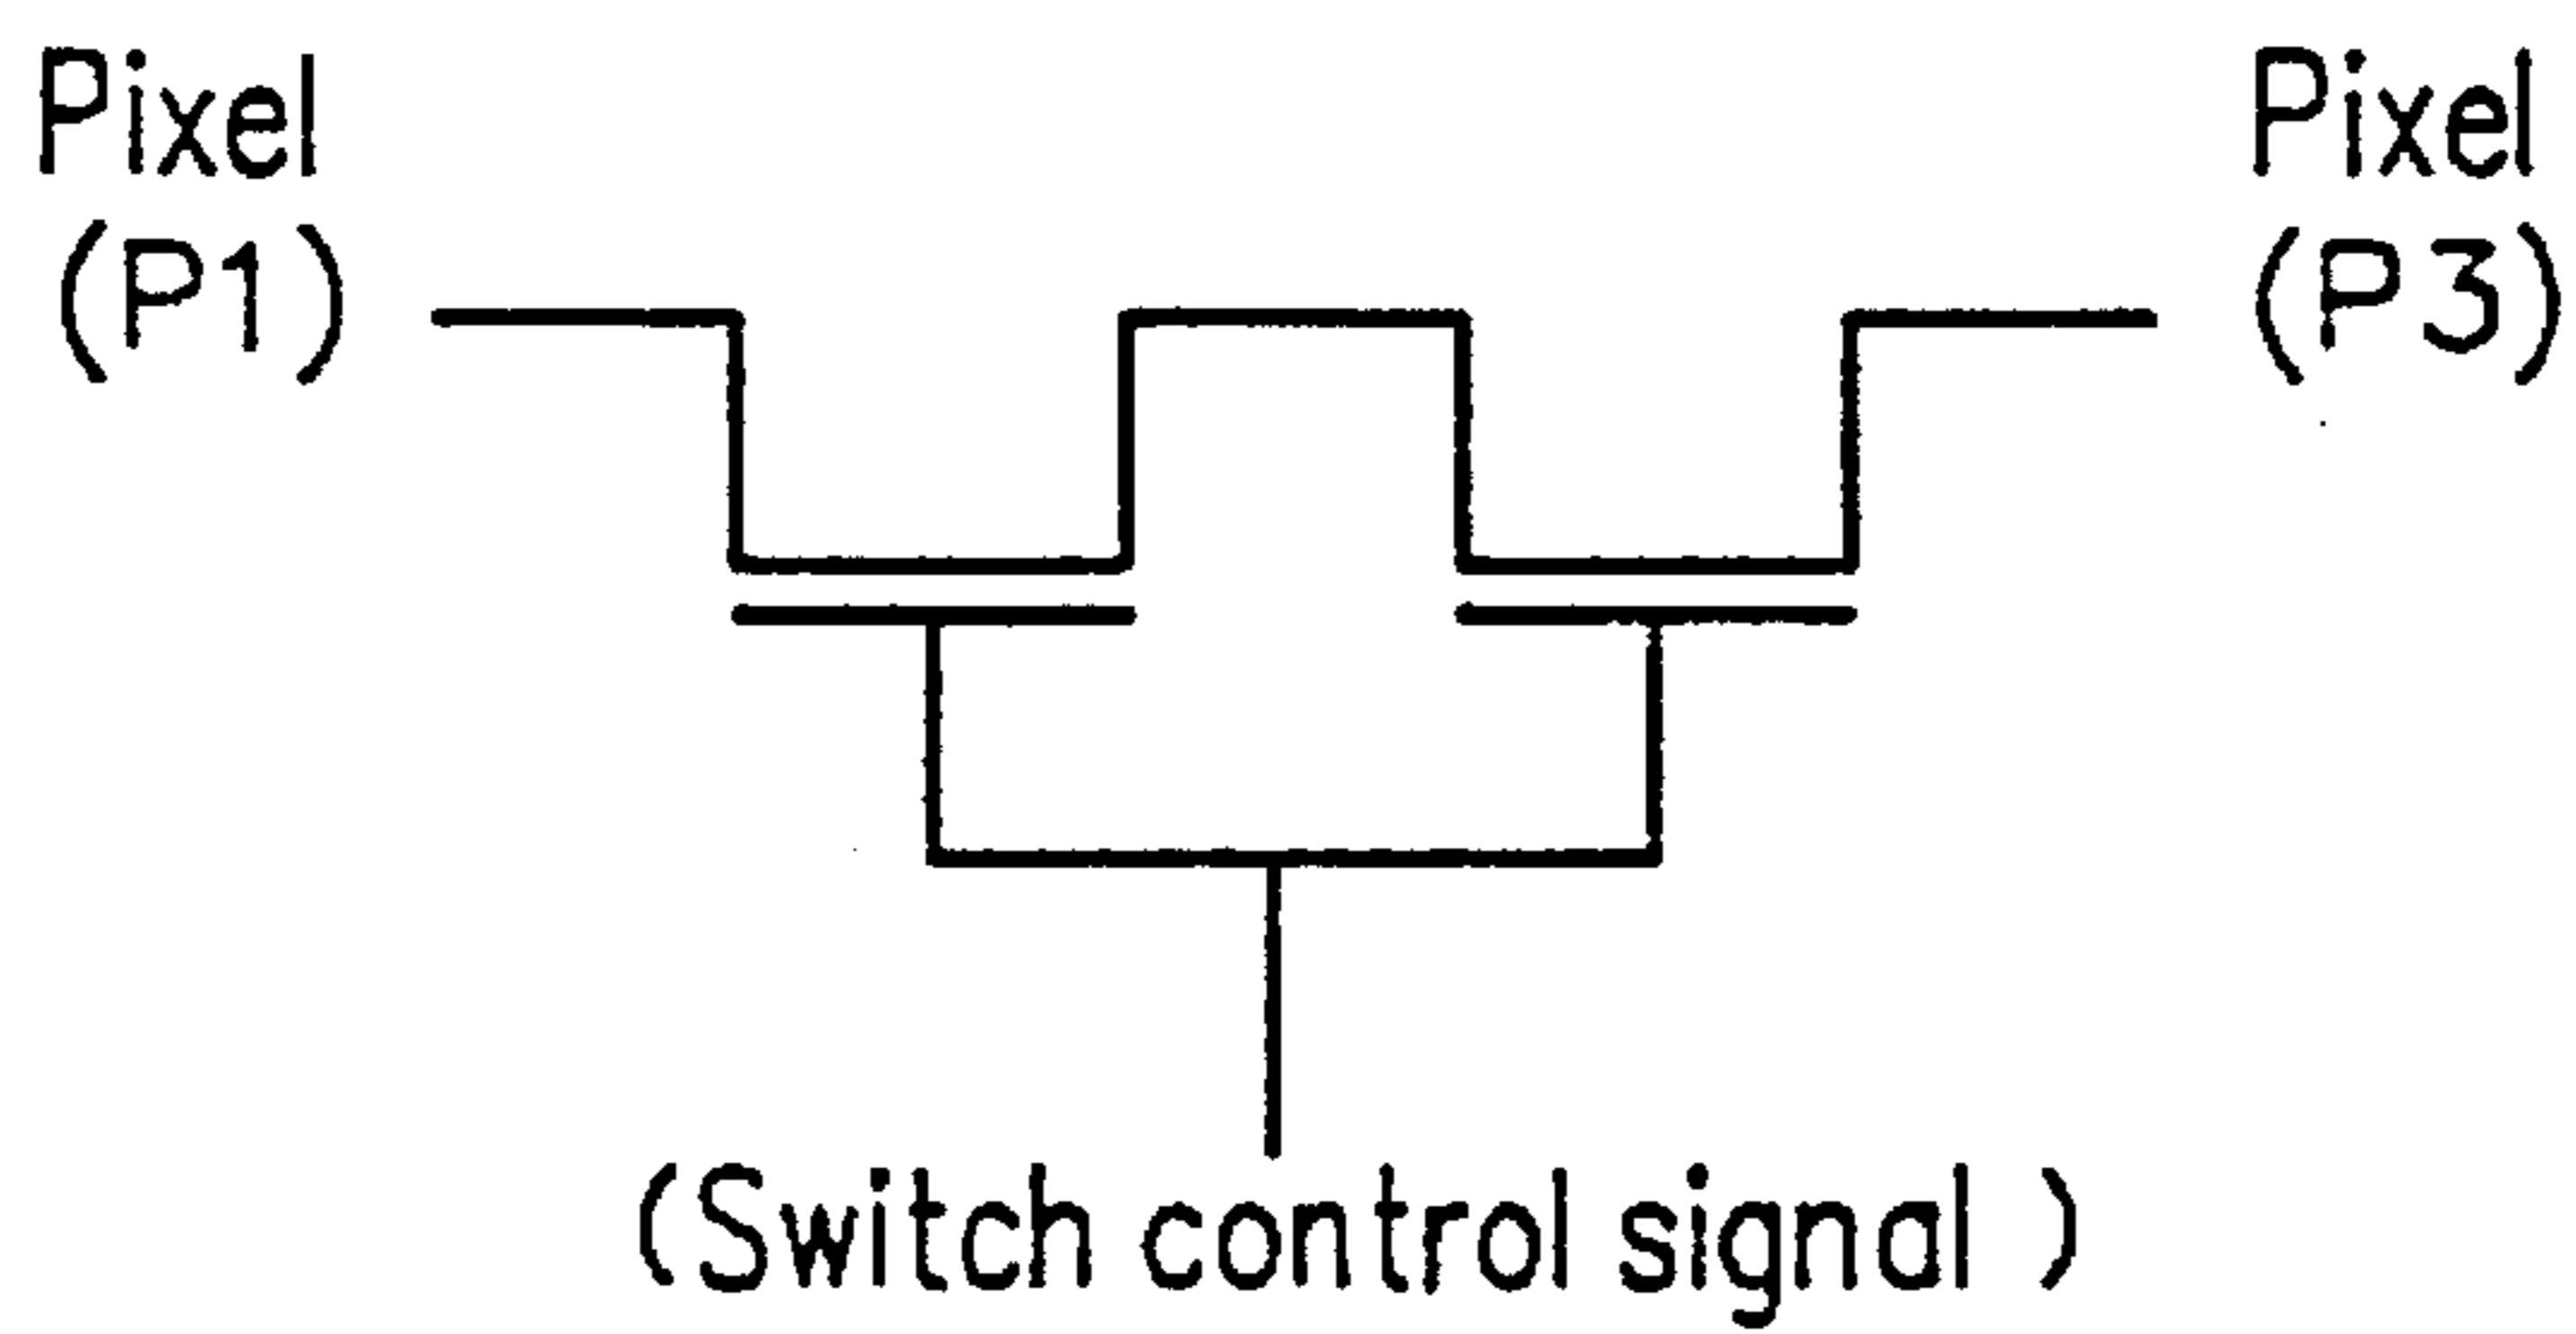 Pixel
(P1)
Pixel
(P3)
(Switch control signal )